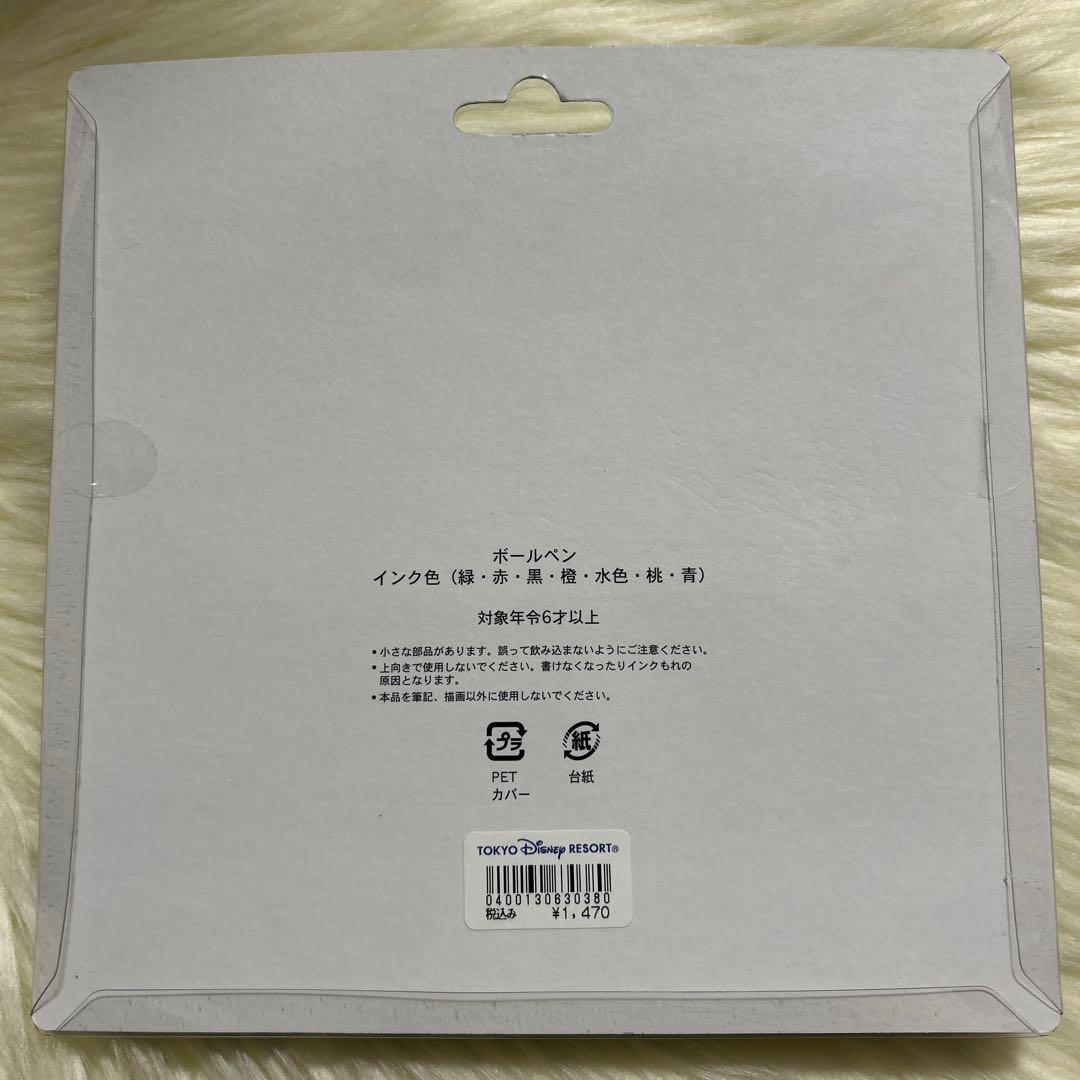 ボールペン
インク色（緑・赤・黒・橙・水色・桃・青）
対象年令6才以上
•小さな部品があります。誤って飲み込まないようにご注意ください。
•上向きで使用しないでください。書けなくなったりインクもれの
原因となります。
•本品を筆記、描画以外に使用しないでください。
プラ 紙
PET 台紙
カバー
TOKYO Disney RESORT®
0400130630380
税込み ¥1,470